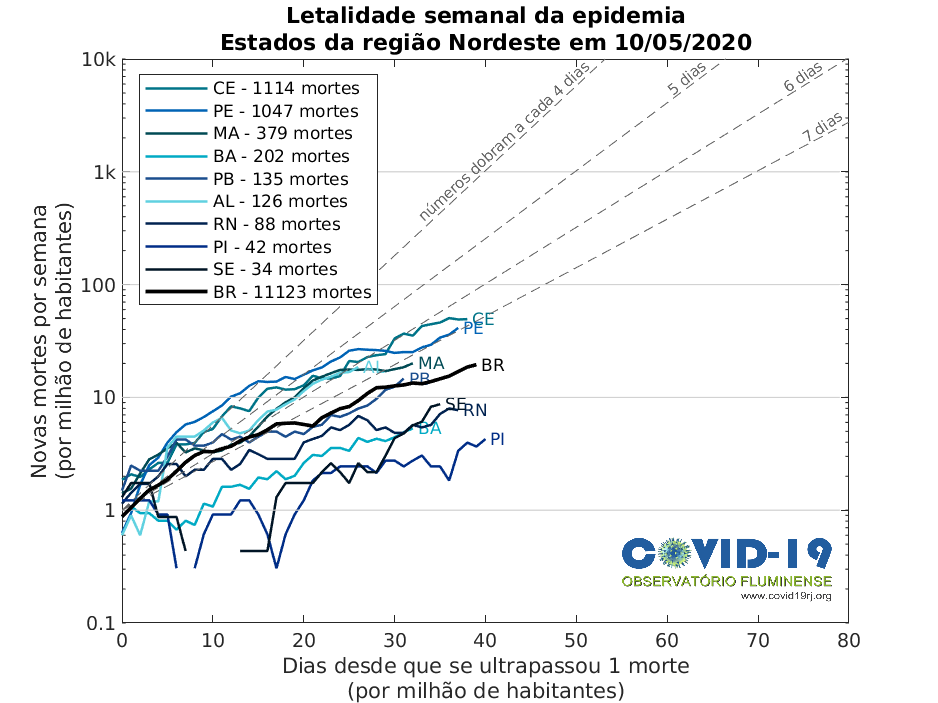 Letalidade semanal da epidemia
Estados da região Nordeste em 10/05/2020
Novas mortes por semana
(por milhão de habitantes)
10k
1k
100
10
1
0.1
CE - 1114 mortes
PE - 1047 mortes
MA - 379 mortes
BA - 202 mortes
PB - 135 mortes
AL - 126 mortes
RN - 88 mortes
PI - 42 mortes
SE - 34 mortes
BR - 11123 mortes
números dobram a cada 4 dias
5 dias
6 dias
7 dias
CE
PE
AL
MA
BR
PB
SE
RN
BA
PI
COVID-19
OBSERVATÓRIO FLUMINENSE
www.covid19rj.org
0
10
20
30
40
50
60
70
80
Dias desde que se ultrapassou 1 morte
(por milhão de habitantes)